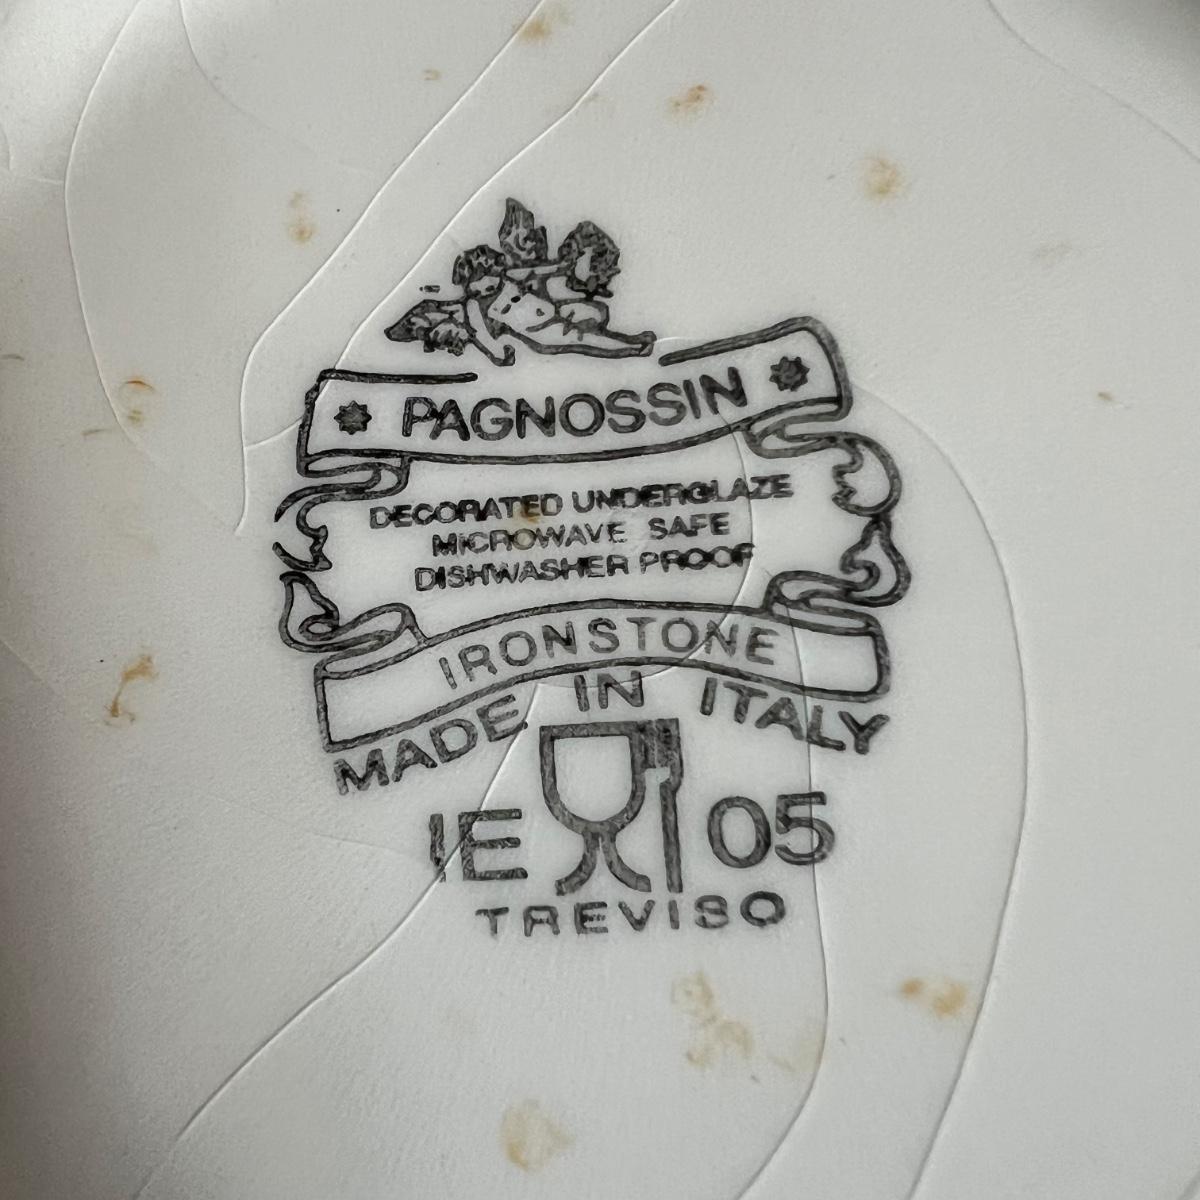 PAGNOSSIN
DECORATED UNDERGLAZE
MICROWAVE SAFE
DISHWASHER PROOF
IRONSTONE
MADE IN ITALY
IE 05
TREVISO